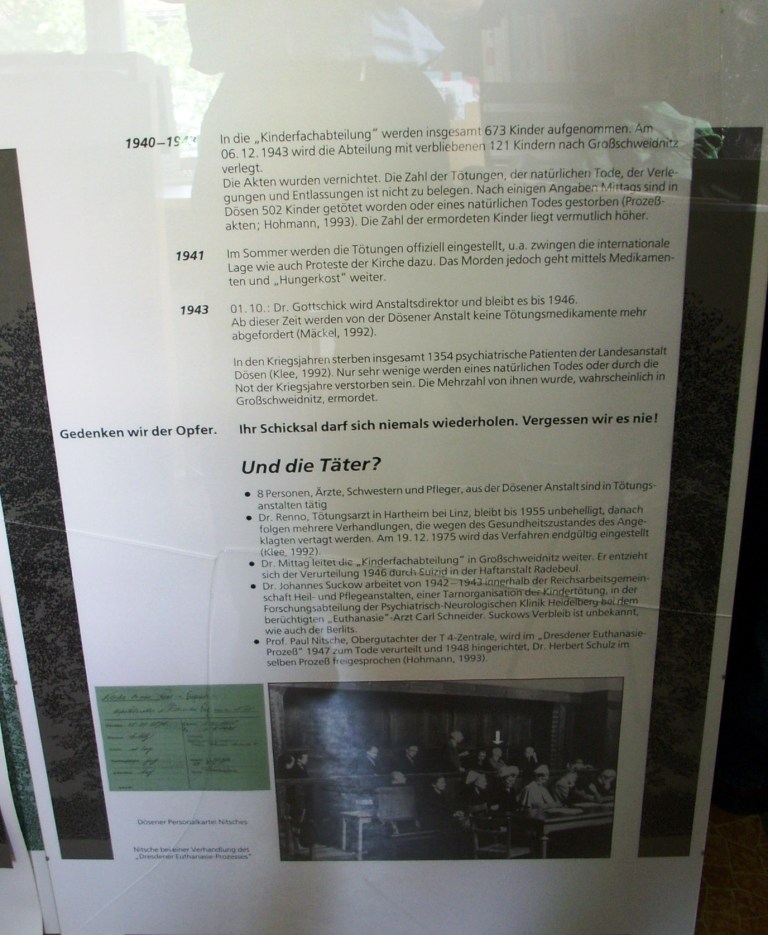 1940–194
In die „Kinderfachabteilung“ werden insgesamt 673 Kinder aufgenommen. Am
06. 12. 1943 wird die Abteilung mit verbliebenen 121 Kindern nach Großschweidnitz
verlegt.
Die Akten wurden vernichtet. Die Zahl der Tötungen, der natürlichen Tode, der Verle-
gungen und Entlassungen ist nicht zu belegen. Nach einigen Angaben Mittags sind in
Dösen 502 Kinder getötet worden oder eines natürlichen Todes gestorben (Prozeß-
akten; Hohmann, 1993). Die Zahl der ermordeten Kinder liegt vermutlich höher.
1941
Im Sommer werden die Tötungen offiziell eingestellt, u.a. zwingen die internationale
Lage wie auch Proteste der Kirche dazu. Das Morden jedoch geht mittels Medikamen-
ten und „Hungerkost“ weiter.
1943
01. 10.: Dr. Gottschick wird Anstaltsdirektor und bleibt es bis 1946.
Ab dieser Zeit werden von der Dösener Anstalt keine Tötungsmedikamente mehr
abgefordert (Mäckel, 1992).
In den Kriegsjahren sterben insgesamt 1354 psychiatrische Patienten der Landesanstalt
Dösen (Klee, 1992). Nur sehr wenige werden eines natürlichen Todes oder durch die
Not der Kriegsjahre verstorben sein. Die Mehrzahl von ihnen wurde, wahrscheinlich in
Großschweidnitz, ermordet.
Gedenken wir der Opfer. Ihr Schicksal darf sich niemals wiederholen. Vergessen wir es nie!
Und die Täter?
• 8 Personen, Ärzte, Schwestern und Pfleger, aus der Dösener Anstalt sind in Tötungs-
anstalten tätig
• Dr. Renno, Tötungsarzt in Hartheim bei Linz, bleibt bis 1955 unbehelligt, danach
folgen mehrere Verhandlungen, die wegen des Gesundheitszustandes des Ange-
klagten vertagt werden. Am 19. 12. 1975 wird das Verfahren endgültig eingestellt
(Klee, 1992).
• Dr. Mittag leitet die „Kinderfachabteilung“ in Großschweidnitz weiter. Er entzieht
sich der Verurteilung 1946 durch Suizid in der Haftanstalt Radebeul.
• Dr. Johannes Suckow arbeitet von 1942 – 1943 innerhalb der Reichsarbeitsgemein-
schaft Heil- und Pflegeanstalten, einer Tarnorganisation der Kindertötung, in der
Forschungsabteilung der Psychiatrisch-Neurologischen Klinik Heidelberg bei dem
berüchtigten „Euthanasie“-Arzt Carl Schneider. Suckows Verbleib ist unbekannt,
wie auch der Berlits.
• Prof. Paul Nitsche, Obergutachter der T 4-Zentrale, wird im „Dresdener Euthanasie-
Prozeß“ 1947 zum Tode verurteilt und 1948 hingerichtet, Dr. Herbert Schulz im
selben Prozeß freigesprochen (Hohmann, 1993).
Dösener Personalkartei Nitsches
Nitsche bei einer Verhandlung des
„Dresdener Euthanasie-Prozesses“